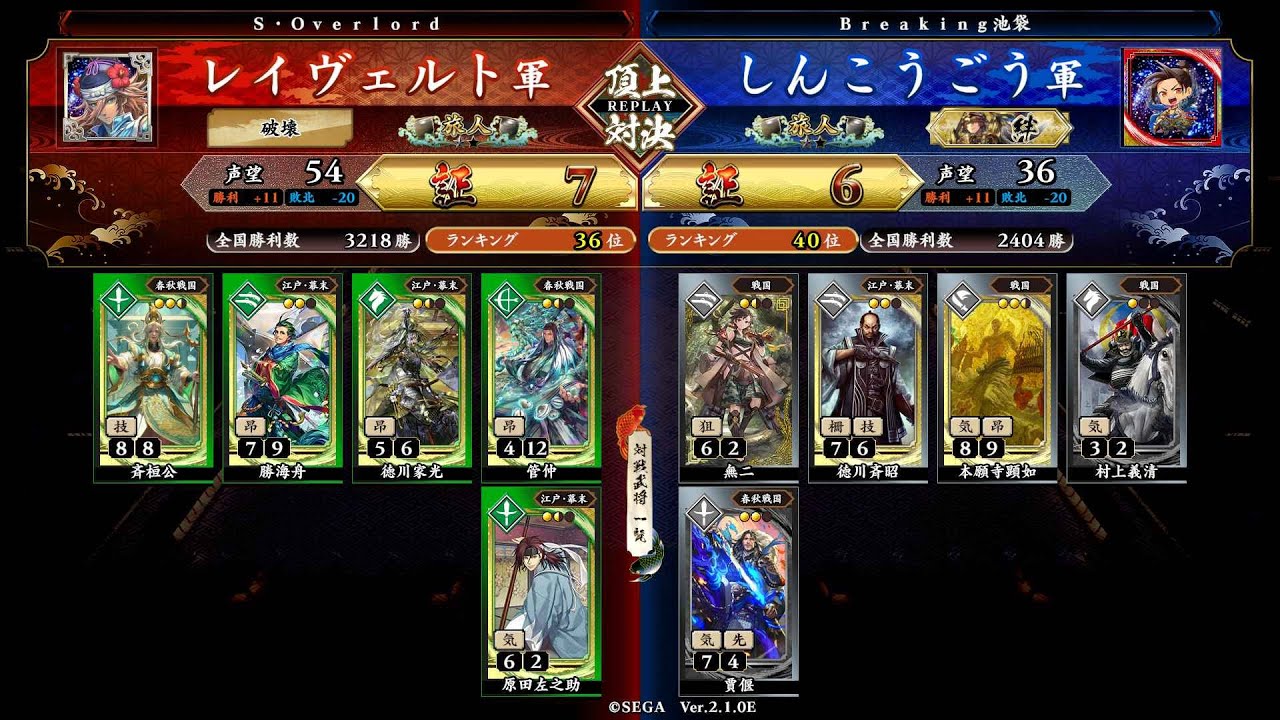 S・Overlord
Breaking池袋
レイヴェルト軍
頂上
REPLAY
対決
しんこうごう軍
破壊
旅人
旅人
絆
声望 54
勝利 +11 敗北 -20
証 7
証 6
声望 36
勝利 +11 敗北 -20
全国勝利数 3218勝
ランキング 36位
ランキング 40位
全国勝利数 2404勝
春秋戦国
技
8 8
斉桓公
江戸・幕末
昂
7 9
勝海舟
江戸・幕末
昂
5 6
徳川家光
春秋戦国
昂
4 12
管仲
戦国
狙
6 2
無二
江戸・幕末
柵 技
7 6
徳川斉昭
戦国
気 昂
8 9
本願寺顕如
戦国
気
3 2
村上義清
対戦武将一覧
江戸・幕末
気
6 2
原田左之助
春秋戦国
気 先
7 4
賈偃
©SEGA Ver.2.1.0E